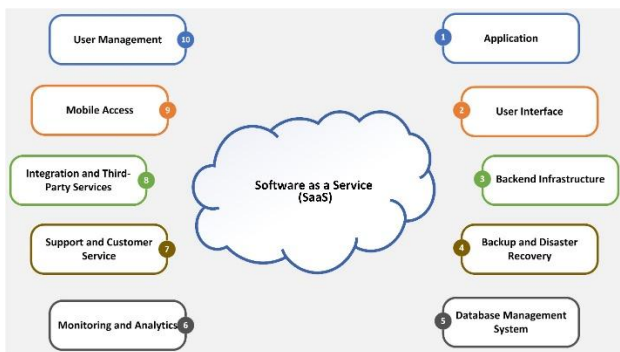 User Management
10
1
Application
Mobile Access
9
2
User Interface
Integration and Third-
Party Services
8
3
Backend Infrastructure
Software as a Service
(SaaS)
Support and Customer
Service
7
4
Backup and Disaster
Recovery
Monitoring and Analytics
6
5
Database Management
System